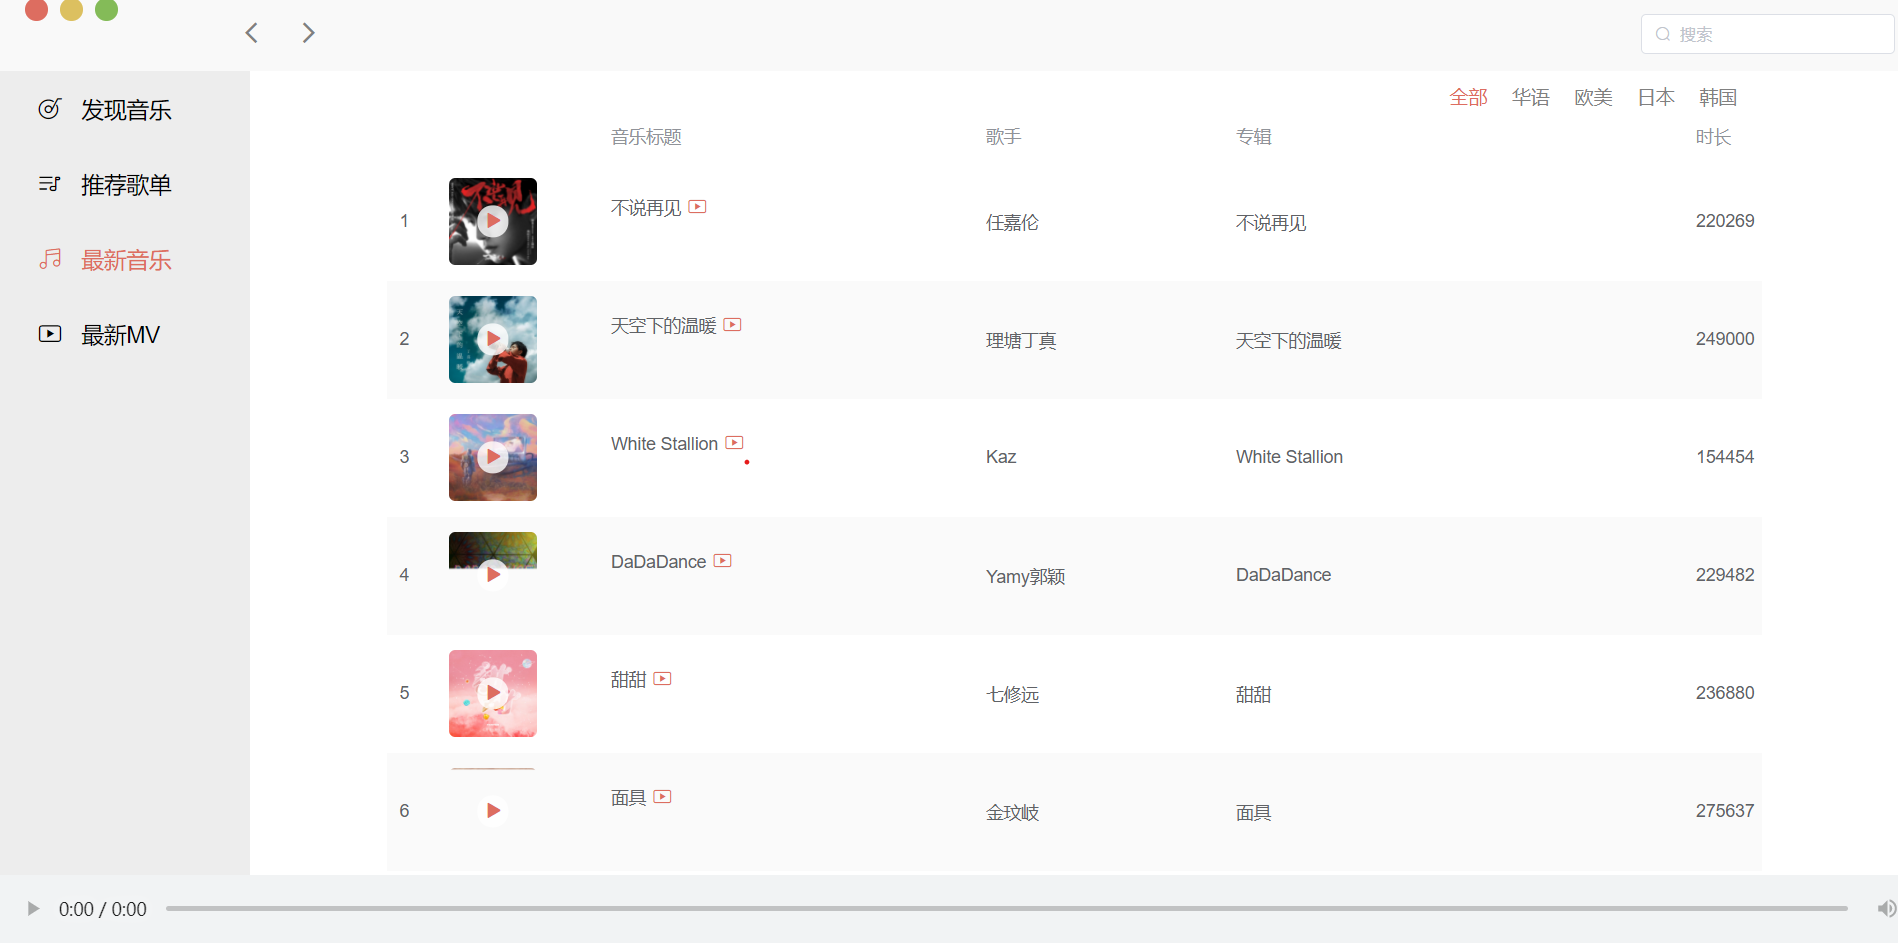 搜索
发现音乐
推荐歌单
最新音乐
最新MV
全部 华语 欧美 日本 韩国
音乐标题 歌手 专辑 时长
1 不说再见 任嘉伦 不说再见 220269
2 天空下的温暖 理塘丁真 天空下的温暖 249000
3 White Stallion Kaz White Stallion 154454
4 DaDaDance Yamy郭颖 DaDaDance 229482
5 甜甜 七修远 甜甜 236880
6 面具 金玟岐 面具 275637
0:00 / 0:00